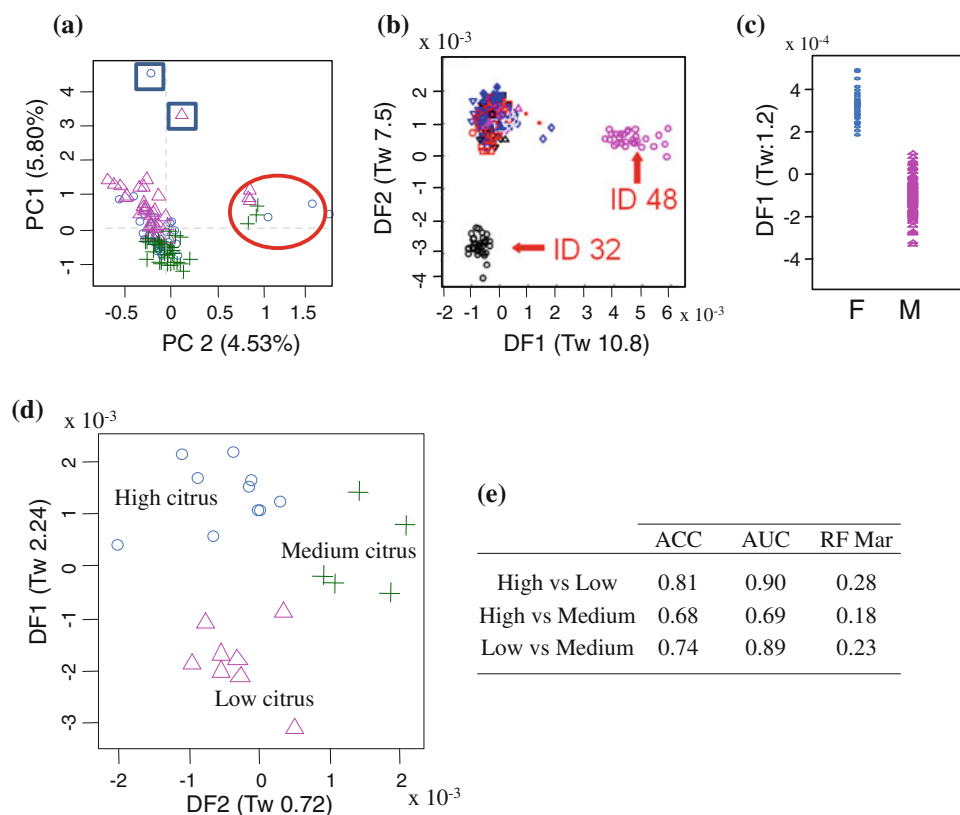 (a)
PC1 (5.80%)
4
3
2
1
0
-1
-0.5
0
1
1.5
PC 2 (4.53%)
(b)
x 10⁻³
DF2 (Tw 7.5)
2
1
0
-1
-2
-3
-4
ID 48
ID 32
-2 -1 0 1 2 3 4 5 6 x 10⁻³
DF1 (Tw 10.8)
(c)
x 10⁻⁴
DF1 (Tw:1.2)
4
2
0
-2
-4
F M
(d)
x 10⁻³
DF1 (Tw 2.24)
2
1
0
-1
-2
-3
High citrus
Medium citrus
Low citrus
-2 -1 0 1 2
DF2 (Tw 0.72) x 10⁻³
(e)
ACC AUC RF Mar
High vs Low 0.81 0.90 0.28
High vs Medium 0.68 0.69 0.18
Low vs Medium 0.74 0.89 0.23